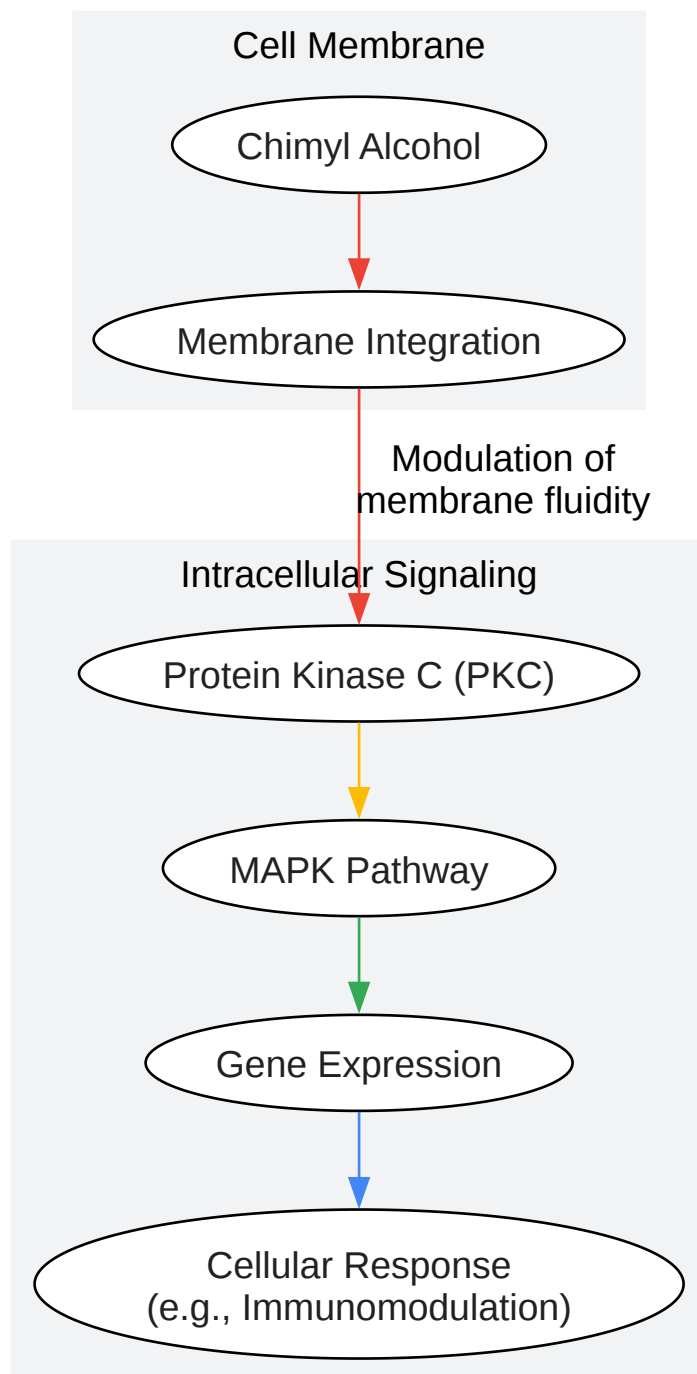 Cell Membrane
Chimyl Alcohol
Membrane Integration
Modulation of
membrane fluidity
Intracellular Signaling
Protein Kinase C (PKC)
MAPK Pathway
Gene Expression
Cellular Response
(e.g., Immunomodulation)